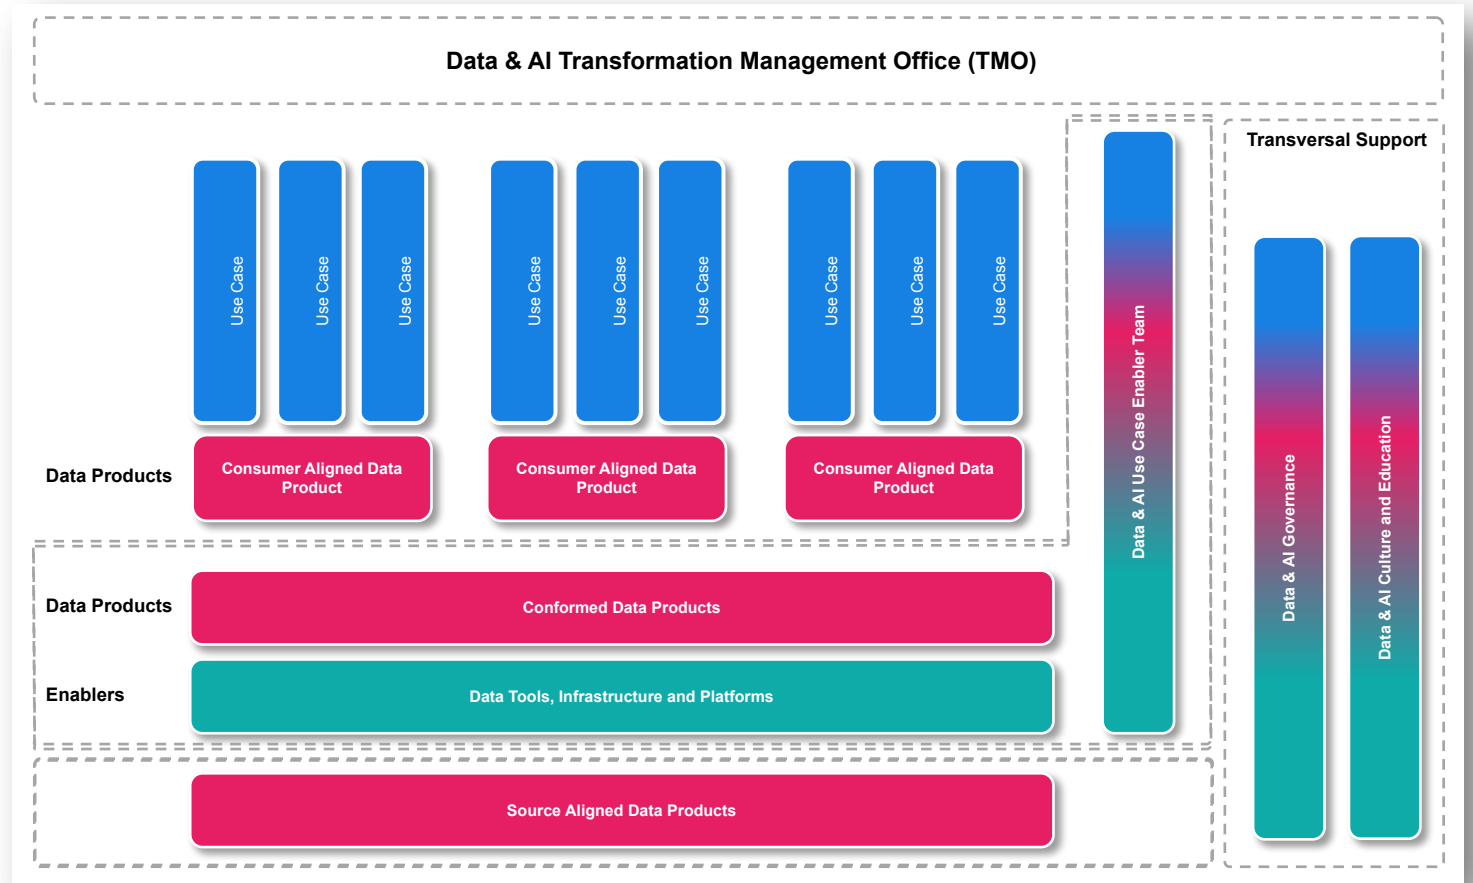 Data & AI Transformation Management Office (TMO)
Transversal Support
Use Case
Use Case
Use Case
Use Case
Use Case
Use Case
Use Case
Use Case
Use Case
Data & AI Use Case Enabler Team
Data & AI Governance
Data & AI Culture and Education
Data Products
Consumer Aligned Data
Product
Consumer Aligned Data
Product
Consumer Aligned Data
Product
Data Products
Conformed Data Products
Enablers
Data Tools, Infrastructure and Platforms
Source Aligned Data Products